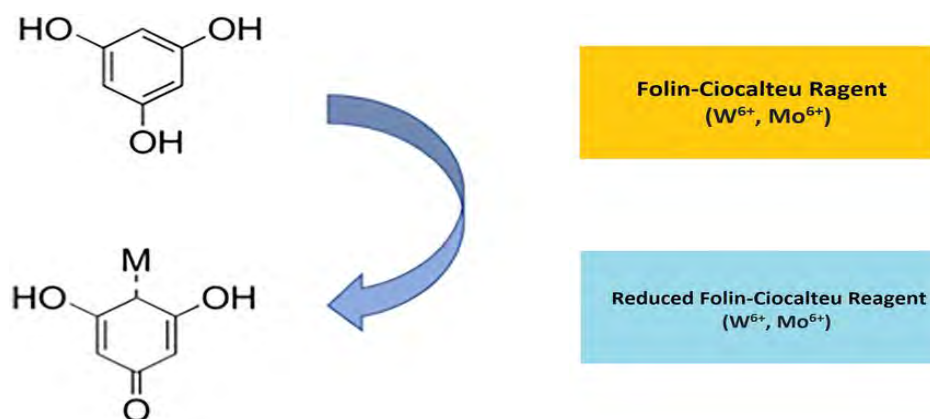 HO
OH
OH
Folin-Ciocalteu Ragent
(W⁶⁺, Mo⁶⁺)
M
HO
OH
O
Reduced Folin-Ciocalteu Reagent
(W⁶⁺, Mo⁶⁺)